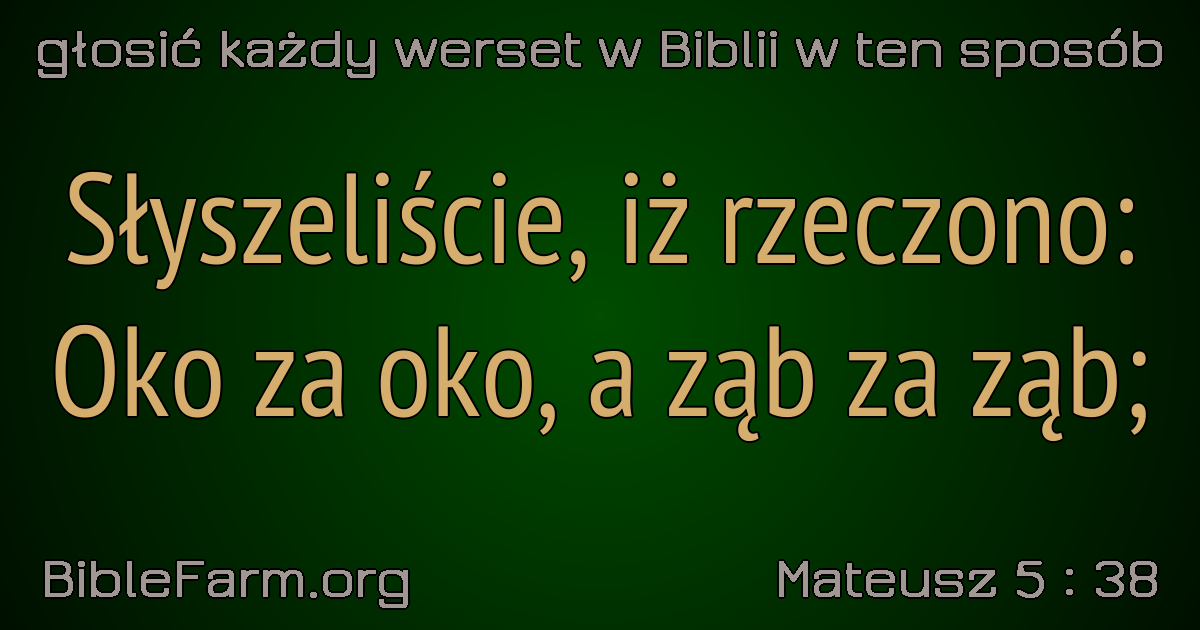 głosić każdy werset w Biblii w ten sposób
Słyszeliście, iż rzeczono:
Oko za oko, a ząb za ząb;
BibleFarm.org
Mateusz 5 : 38